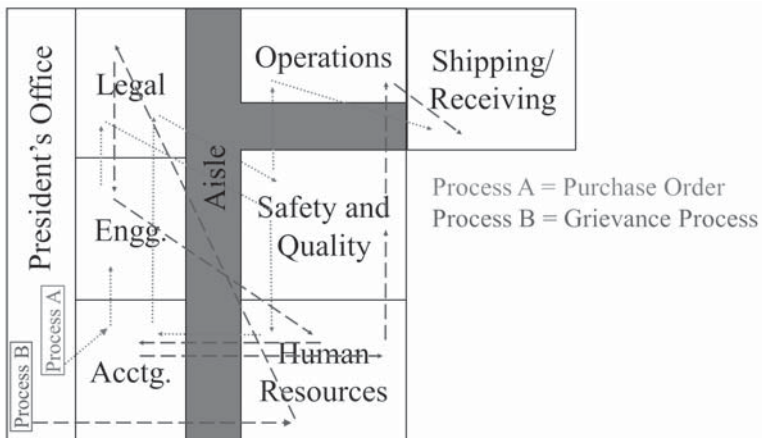 President's Office
Legal
Aisle
Operations
Shipping/
Receiving
Engg.
Safety and
Quality
Process A = Purchase Order
Process B = Grievance Process
Process A
Process B
Acctg.
Human
Resources